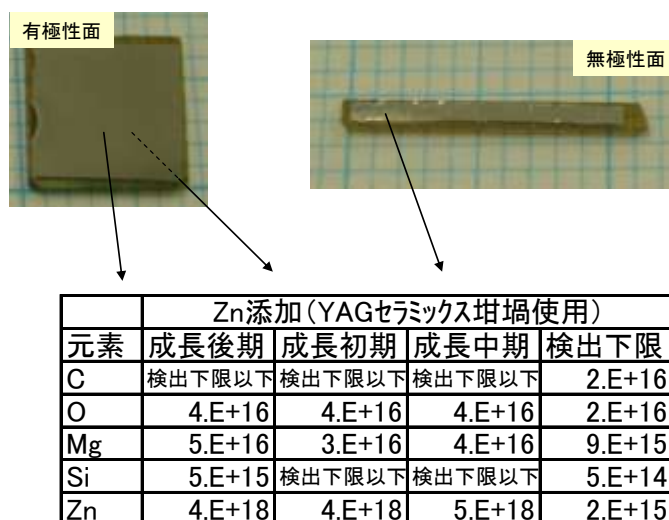 有極性面
無極性面
Zn添加(YAGセラミックス坩堝使用)
元素 成長後期 成長初期 成長中期 検出下限
C 検出下限以下 検出下限以下 検出下限以下 2.E+16
O 4.E+16 4.E+16 4.E+16 2.E+16
Mg 5.E+16 3.E+16 4.E+16 9.E+15
Si 5.E+15 検出下限以下 検出下限以下 5.E+14
Zn 4.E+18 4.E+18 5.E+18 2.E+15